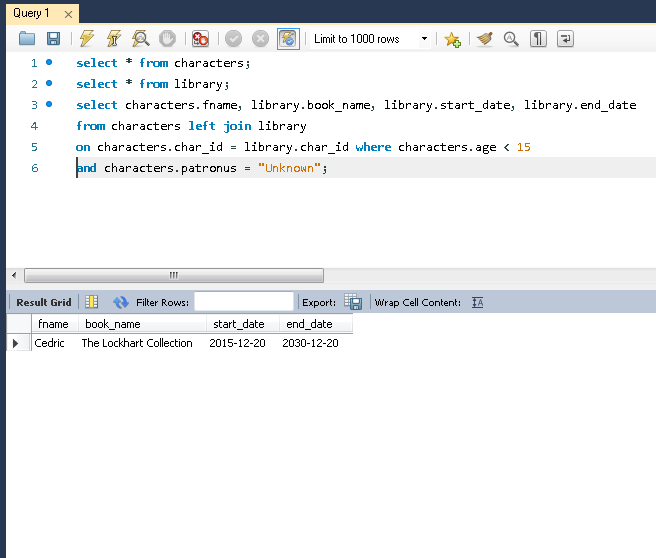 Query 1
Limit to 1000 rows
1 select * from characters;
2 select * from library;
3 select characters.fname, library.book_name, library.start_date, library.end_date
4 from characters left join library
5 on characters.char_id = library.char_id where characters.age < 15
6 and characters.patronus = "Unknown";
Result Grid Filter Rows: Export: Wrap Cell Content:
fname book_name start_date end_date
Cedric The Lockhart Collection 2015-12-20 2030-12-20